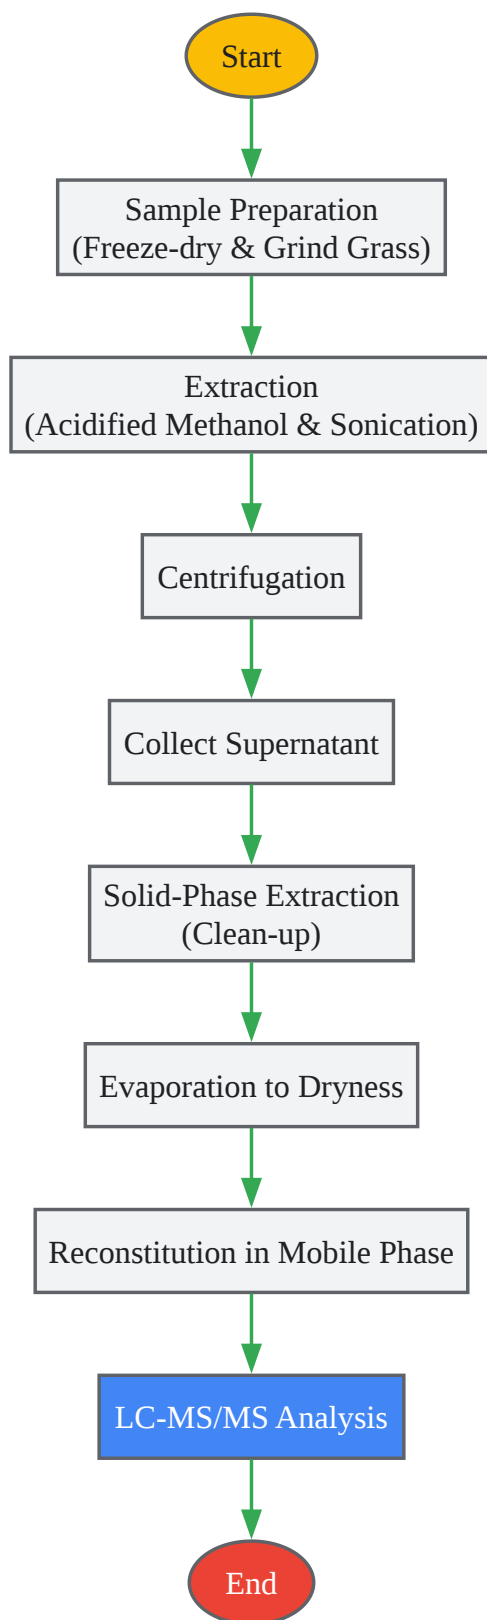 Start
Sample Preparation
(Freeze-dry & Grind Grass)
Extraction
(Acidified Methanol & Sonication)
Centrifugation
Collect Supernatant
Solid-Phase Extraction
(Clean-up)
Evaporation to Dryness
Reconstitution in Mobile Phase
LC-MS/MS Analysis
End